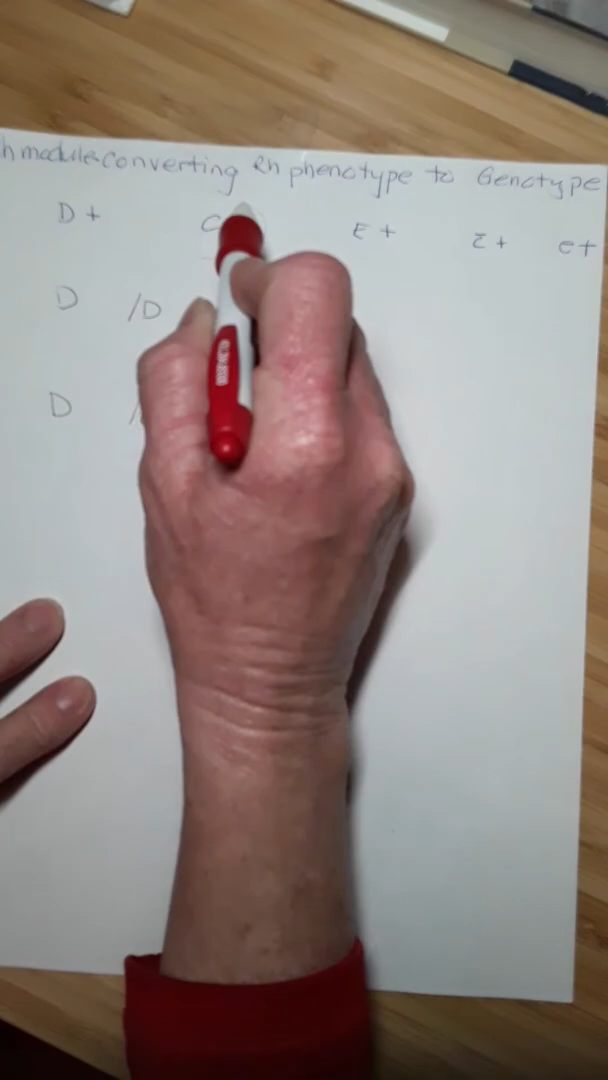 h module converting Rh phenotype to Genotype
D + C E + c̄ + e +
D /D
D /